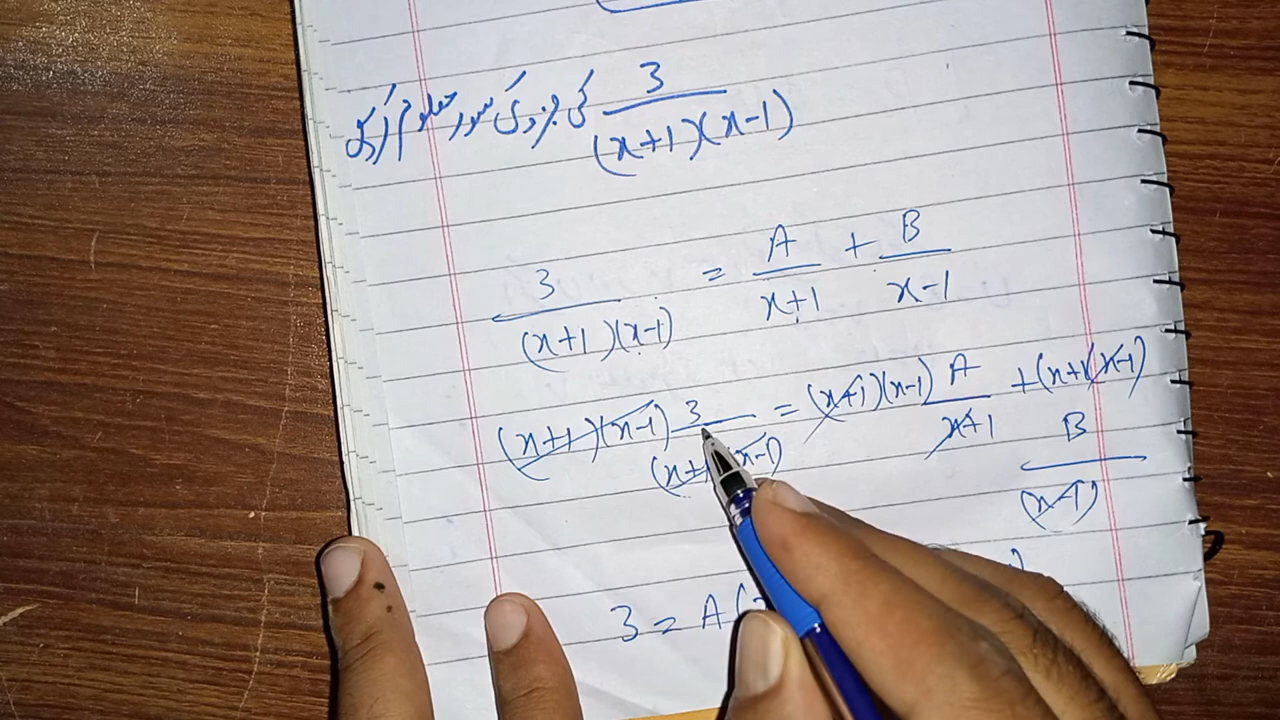 3/((x+1)(x-1)) کی جزوی کسور معلوم کریں
3/((x+1)(x-1)) = A/(x+1) + B/(x-1)
(x+1)(x-1) 3/((x+1)(x-1)) = (x+1)(x-1) A/(x+1) + (x+1)(x-1) B/(x-1)
3 = A(